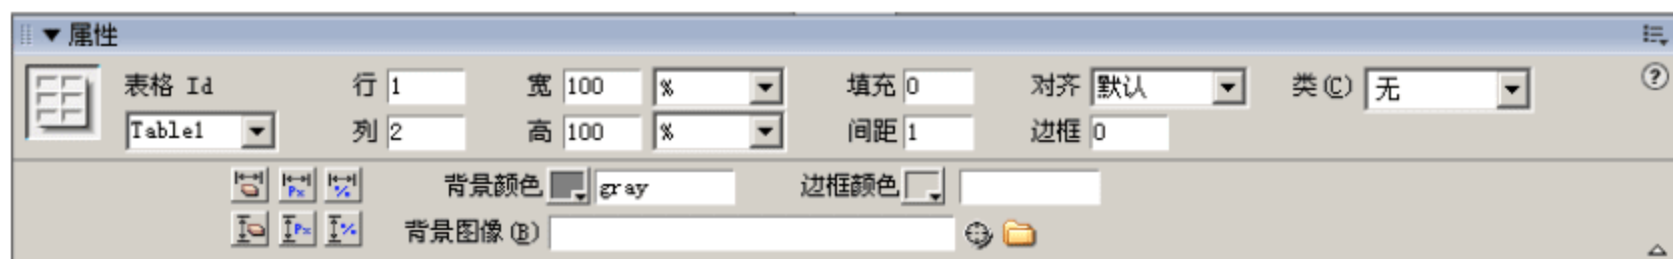 属性
表格 Id 行 1 宽 100 % 填充 0 对齐 默认 类(C) 无
Table1 列 2 高 100 % 间距 1 边框 0
背景颜色 gray 边框颜色
背景图像(B)